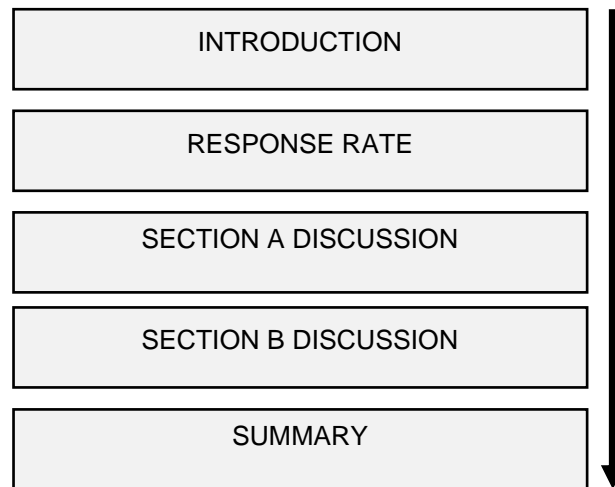 INTRODUCTION
RESPONSE RATE
SECTION A DISCUSSION
SECTION B DISCUSSION
SUMMARY